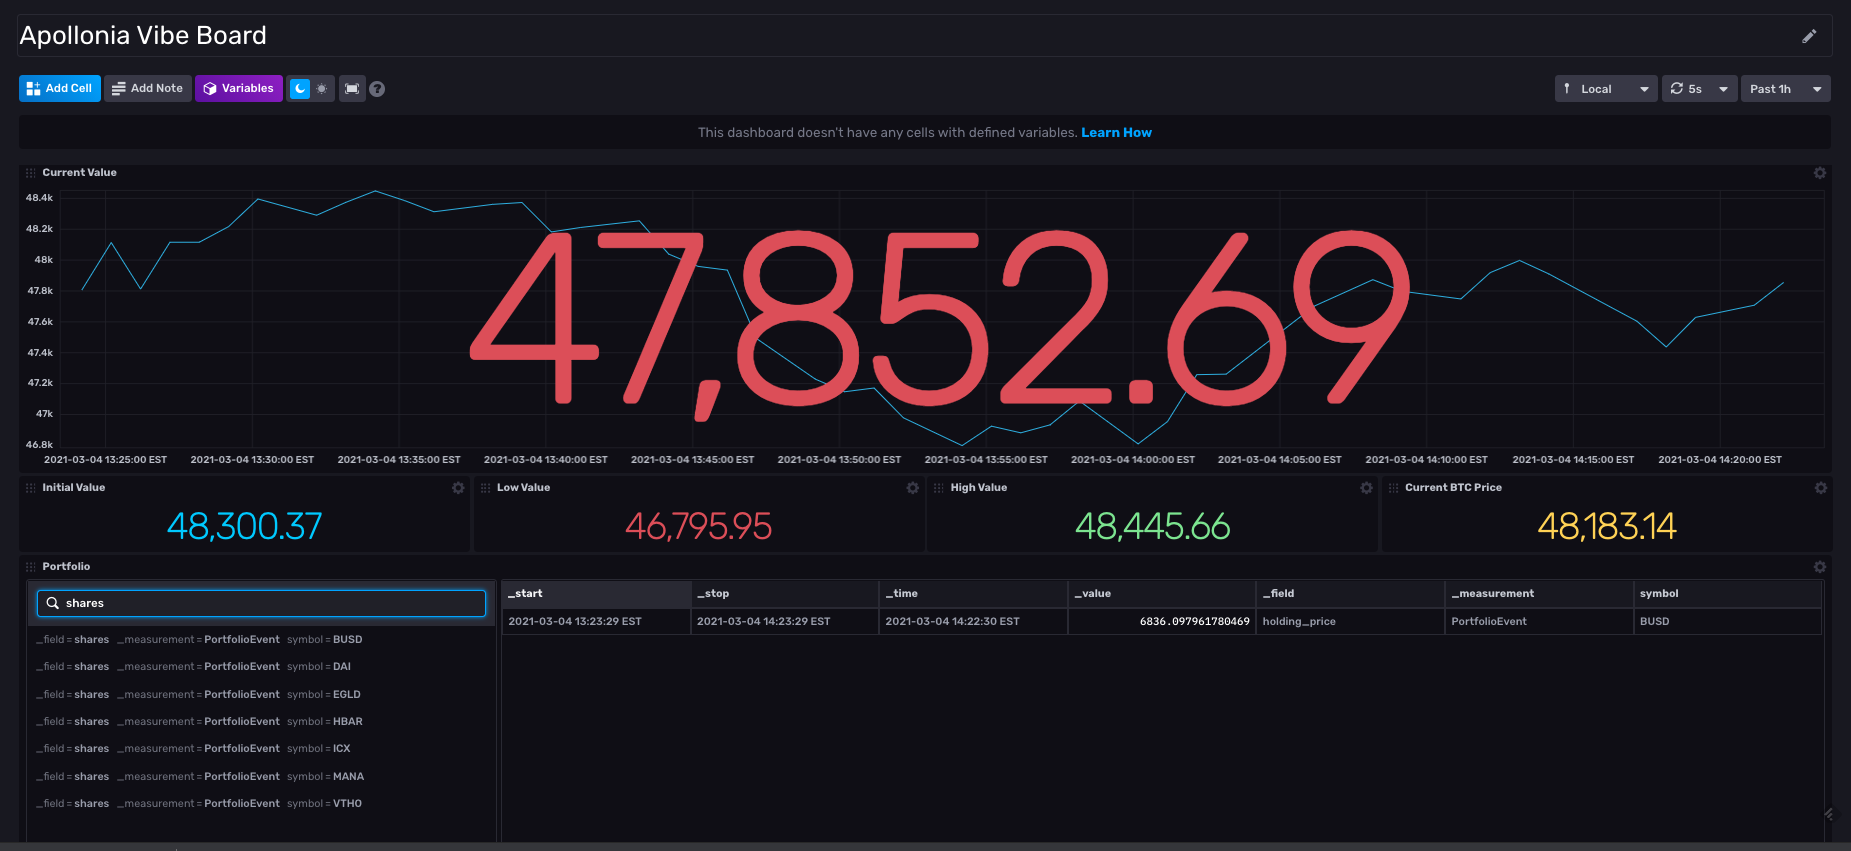 Apollonia Vibe Board
Add Cell Add Note Variables ? Local 5s Past 1h
This dashboard doesn't have any cells with defined variables. Learn How
Current Value
48.4k
48.2k
48k
47.8k
47.6k
47.4k
47.2k
47k
46.8k
47,852.69
2021-03-04 13:25:00 EST 2021-03-04 13:30:00 EST 2021-03-04 13:35:00 EST 2021-03-04 13:40:00 EST 2021-03-04 13:45:00 EST 2021-03-04 13:50:00 EST 2021-03-04 13:55:00 EST 2021-03-04 14:00:00 EST 2021-03-04 14:05:00 EST 2021-03-04 14:10:00 EST 2021-03-04 14:15:00 EST 2021-03-04 14:20:00 EST
Initial Value Low Value High Value Current BTC Price
48,300.37 46,795.95 48,445.66 48,183.14
Portfolio
shares
_field = shares _measurement = PortfolioEvent symbol = BUSD
_field = shares _measurement = PortfolioEvent symbol = DAI
_field = shares _measurement = PortfolioEvent symbol = EGLD
_field = shares _measurement = PortfolioEvent symbol = HBAR
_field = shares _measurement = PortfolioEvent symbol = ICX
_field = shares _measurement = PortfolioEvent symbol = MANA
_field = shares _measurement = PortfolioEvent symbol = VTHO
_start _stop _time _value _field _measurement symbol
2021-03-04 13:23:29 EST 2021-03-04 14:23:29 EST 2021-03-04 14:22:30 EST 6836.097961780469 holding_price PortfolioEvent BUSD